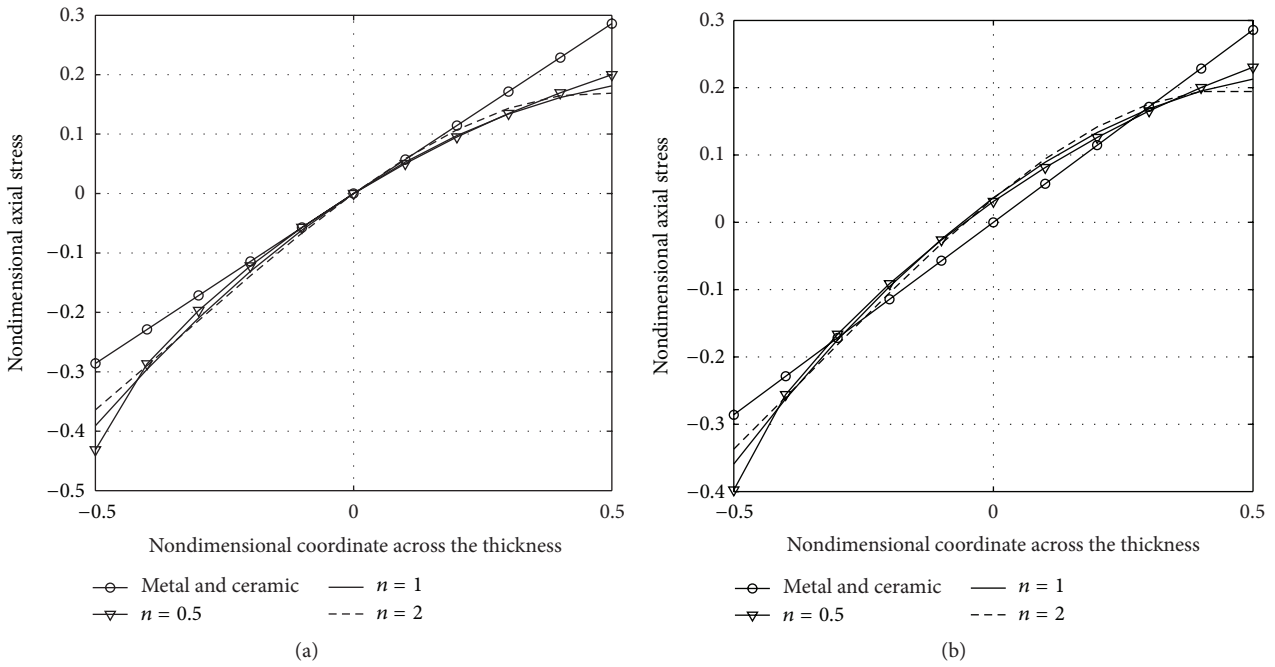 0.3
0.2
0.1
0
−0.1
−0.2
−0.3
−0.4
−0.5
Nondimensional axial stress
−0.5
0
0.5
Nondimensional coordinate across the thickness
Metal and ceramic
n = 0.5
n = 1
n = 2
(a)
0.3
0.2
0.1
0
−0.1
−0.2
−0.3
−0.4
Nondimensional axial stress
−0.5
0
0.5
Nondimensional coordinate across the thickness
Metal and ceramic
n = 0.5
n = 1
n = 2
(b)